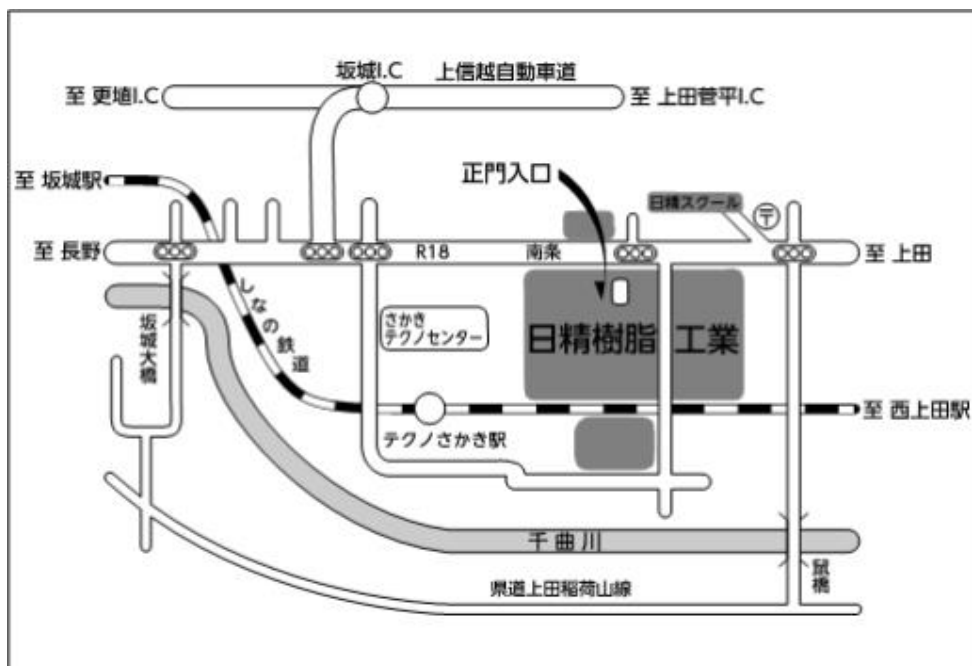 坂城I.C
上信越自動車道
至 更埴I.C
至 上田菅平I.C
至 坂城駅
正門入口
日精スクール
〒
至 長野
R18
南条
至 上田
しなの鉄道
さかき
テクノセンター
日精樹脂 工業
坂城大橋
テクノさかき駅
至 西上田駅
千曲川
鼠橋
県道上田稲荷山線